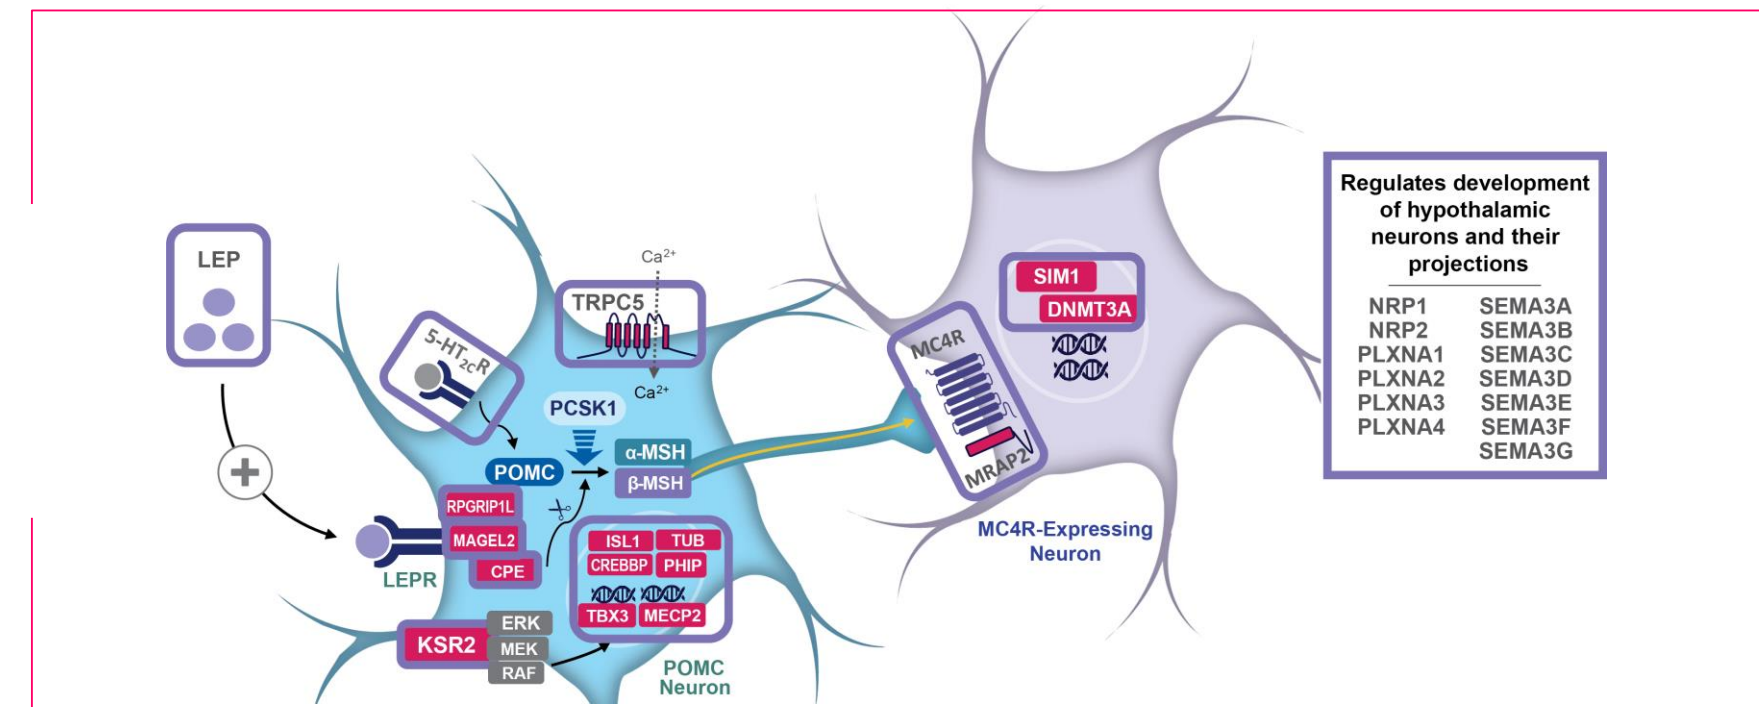 LEP
5-HT2CR
Ca2+
TRPC5
Ca2+
PCSK1
POMC
α-MSH
β-MSH
RPGRIP1L
MAGEL2
CPE
LEPR
KSR2
ERK
MEK
RAF
ISL1
TUB
CREBBP
PHIP
TBX3
MECP2
POMC
Neuron
MC4R
MRAP2
SIM1
DNMT3A
MC4R-Expressing
Neuron
Regulates development
of hypothalamic
neurons and their
projections
NRP1 SEMA3A
NRP2 SEMA3B
PLXNA1 SEMA3C
PLXNA2 SEMA3D
PLXNA3 SEMA3E
PLXNA4 SEMA3F
SEMA3G